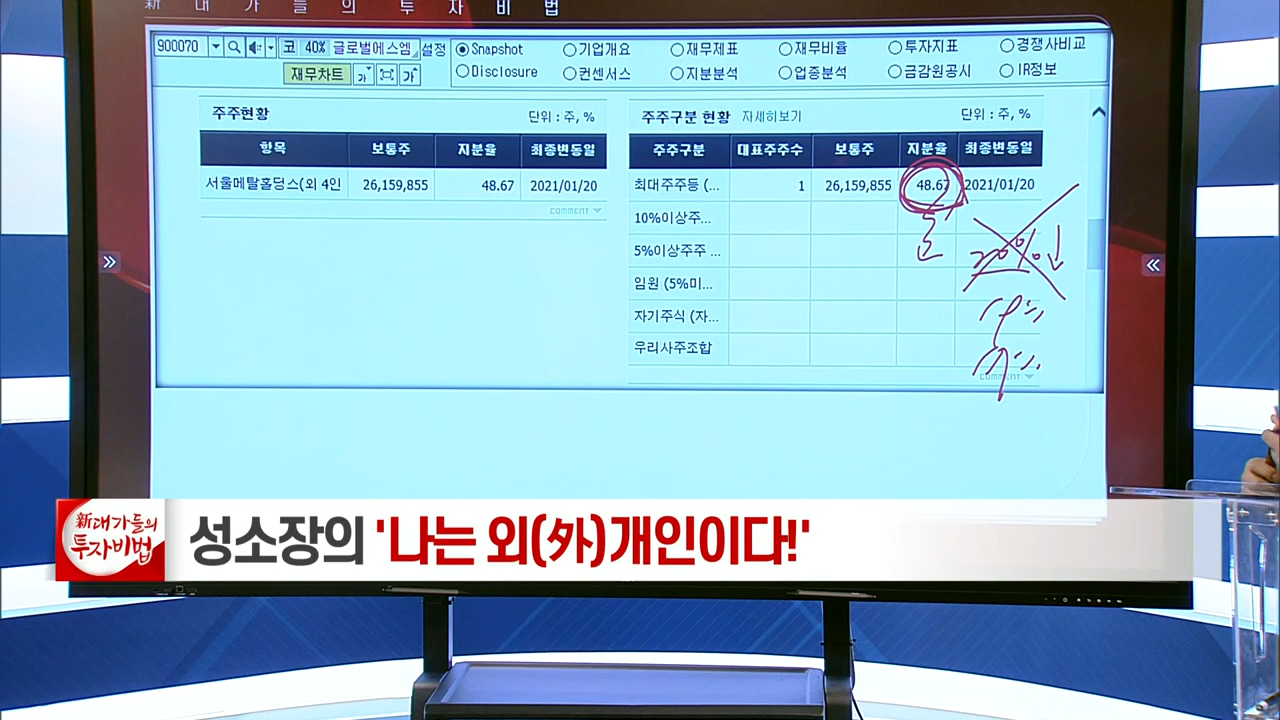 新 대 가 들 의 투 자 비 법
900070 코 40% 글로벌에스엠 설정 Snapshot 기업개요 재무제표 재무비율 투자지표 경쟁사비교
재무차트 가 가 Disclosure 컨센서스 지분분석 업종분석 금감원공시 IR정보
주주현황 단위 : 주, %
항목 보통주 지분율 최종변동일
서울메탈홀딩스(외 4인 26,159,855 48.67 2021/01/20
COMMENT
주주구분 현황 자세히보기 단위 : 주, %
주주구분 대표주주수 보통주 지분율 최종변동일
최대주주등 (... 1 26,159,855 48.67 2021/01/20
10%이상주...
5%이상주주 ...
임원 (5%미...
자기주식 (자...
우리사주조합
COMMENT
新대가들의
투자비법
성소장의 '나는 외(外)개인이다!'